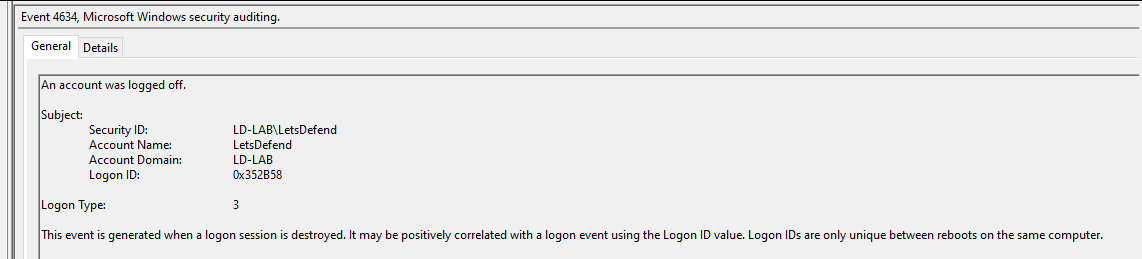 Event 4634, Microsoft Windows security auditing.
General Details
An account was logged off.
Subject:
Security ID: LD-LAB\LetsDefend
Account Name: LetsDefend
Account Domain: LD-LAB
Logon ID: 0x352B58
Logon Type: 3
This event is generated when a logon session is destroyed. It may be positively correlated with a logon event using the Logon ID value. Logon IDs are only unique between reboots on the same computer.